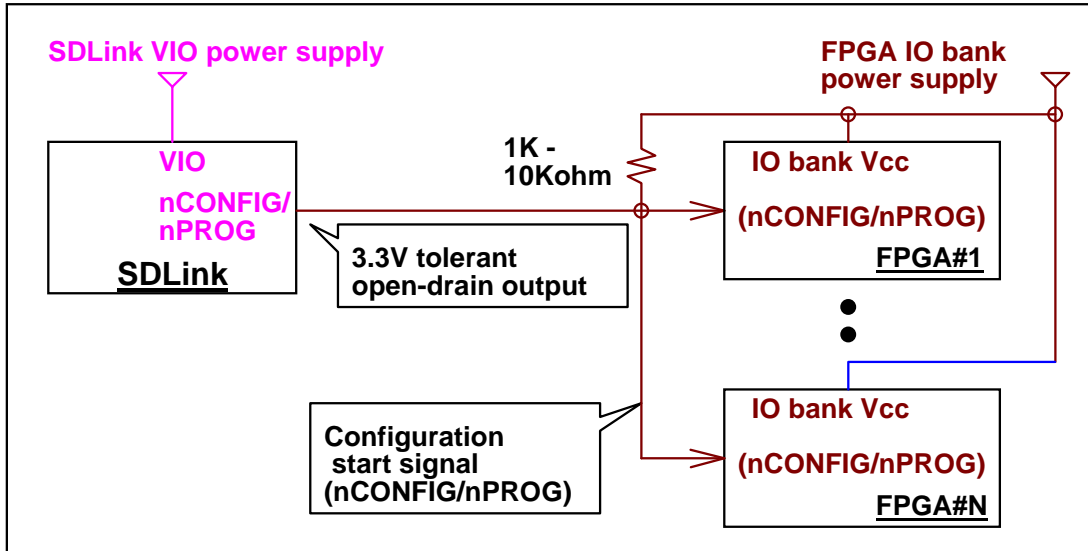 SDLink VIO power supply
FPGA IO bank
power supply
VIO
nCONFIG/
nPROG
SDLink
1K -
10Kohm
IO bank Vcc
(nCONFIG/nPROG)
FPGA#1
3.3V tolerant
open-drain output
Configuration
start signal
(nCONFIG/nPROG)
IO bank Vcc
(nCONFIG/nPROG)
FPGA#N